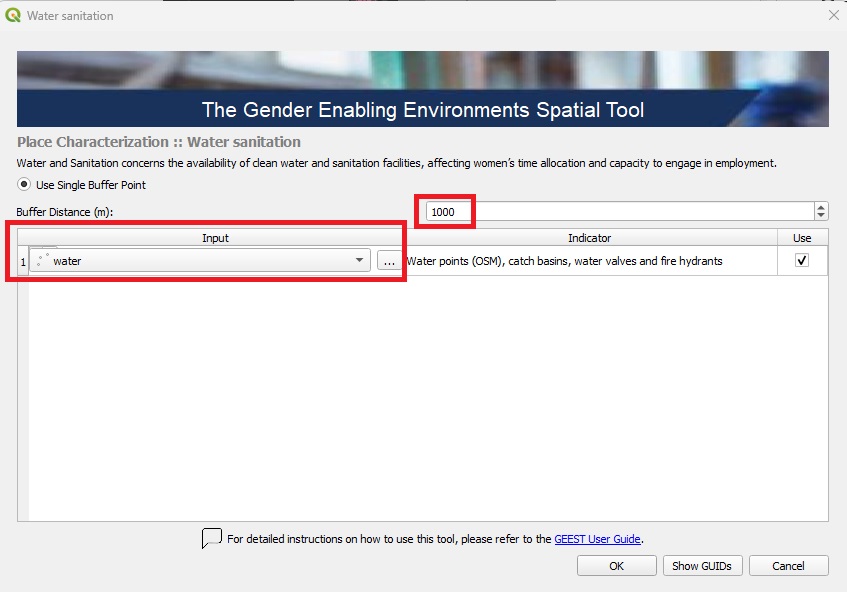 Water sanitation
The Gender Enabling Environments Spatial Tool
Place Characterization :: Water sanitation
Water and Sanitation concerns the availability of clean water and sanitation facilities, affecting women's time allocation and capacity to engage in employment.
Use Single Buffer Point
Buffer Distance (m): 1000
Input Indicator Use
1 water ... Water points (OSM), catch basins, water valves and fire hydrants
For detailed instructions on how to use this tool, please refer to the GEEST User Guide.
OK Show GUIDs Cancel